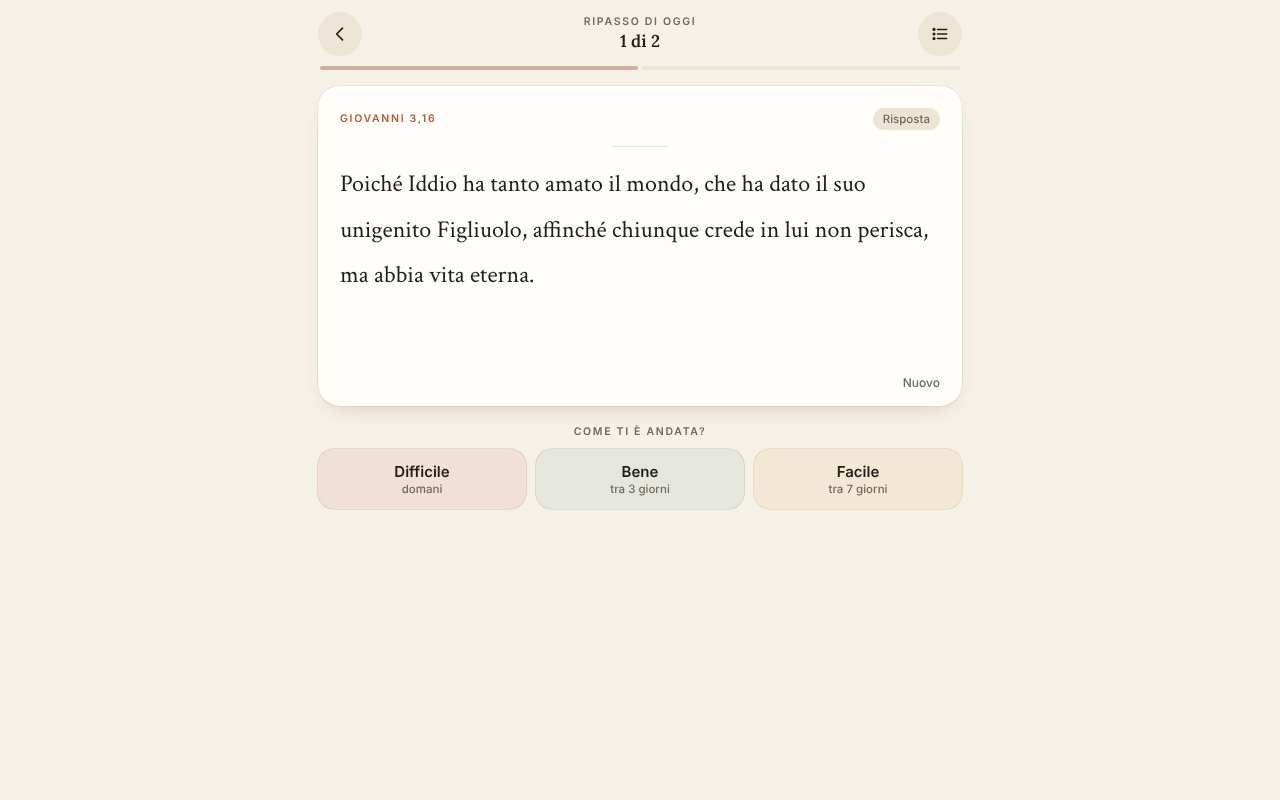 RIPASSO DI OGGI
1 di 2
GIOVANNI 3,16
Risposta
Poiché Iddio ha tanto amato il mondo, che ha dato il suo
unigenito Figliuolo, affinché chiunque crede in lui non perisca,
ma abbia vita eterna.
Nuovo
COME TI È ANDATA?
Difficile
domani
Bene
tra 3 giorni
Facile
tra 7 giorni